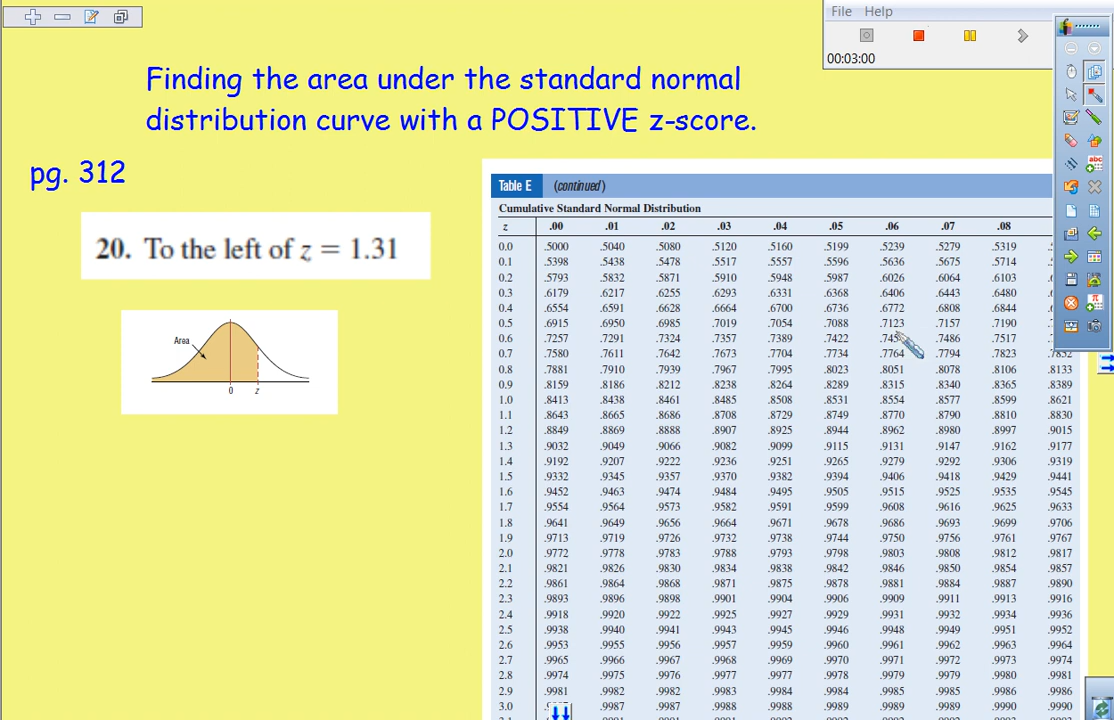 File Help
00:03:00
Finding the area under the standard normal
distribution curve with a POSITIVE z-score.
pg. 312
20. To the left of z = 1.31
Area
0 z
Table E (continued)
Cumulative Standard Normal Distribution
z .00 .01 .02 .03 .04 .05 .06 .07 .08
0.0 .5000 .5040 .5080 .5120 .5160 .5199 .5239 .5279 .5319
0.1 .5398 .5438 .5478 .5517 .5557 .5596 .5636 .5675 .5714
0.2 .5793 .5832 .5871 .5910 .5948 .5987 .6026 .6064 .6103
0.3 .6179 .6217 .6255 .6293 .6331 .6368 .6406 .6443 .6480
0.4 .6554 .6591 .6628 .6664 .6700 .6736 .6772 .6808 .6844
0.5 .6915 .6950 .6985 .7019 .7054 .7088 .7123 .7157 .7190
0.6 .7257 .7291 .7324 .7357 .7389 .7422 .7486 .7517
0.7 .7580 .7611 .7642 .7673 .7704 .7734 .7764 .7794 .7823 .7852
0.8 .7881 .7910 .7939 .7967 .7995 .8023 .8051 .8078 .8106 .8133
0.9 .8159 .8186 .8212 .8238 .8264 .8289 .8315 .8340 .8365 .8389
1.0 .8413 .8438 .8461 .8485 .8508 .8531 .8554 .8577 .8599 .8621
1.1 .8643 .8665 .8686 .8708 .8729 .8749 .8770 .8790 .8810 .8830
1.2 .8849 .8869 .8888 .8907 .8925 .8944 .8962 .8980 .8997 .9015
1.3 .9032 .9049 .9066 .9082 .9099 .9115 .9131 .9147 .9162 .9177
1.4 .9192 .9207 .9222 .9236 .9251 .9265 .9279 .9292 .9306 .9319
1.5 .9332 .9345 .9357 .9370 .9382 .9394 .9406 .9418 .9429 .9441
1.6 .9452 .9463 .9474 .9484 .9495 .9505 .9515 .9525 .9535 .9545
1.7 .9554 .9564 .9573 .9582 .9591 .9599 .9608 .9616 .9625 .9633
1.8 .9641 .9649 .9656 .9664 .9671 .9678 .9686 .9693 .9699 .9706
1.9 .9713 .9719 .9726 .9732 .9738 .9744 .9750 .9756 .9761 .9767
2.0 .9772 .9778 .9783 .9788 .9793 .9798 .9803 .9808 .9812 .9817
2.1 .9821 .9826 .9830 .9834 .9838 .9842 .9846 .9850 .9854 .9857
2.2 .9861 .9864 .9868 .9871 .9875 .9878 .9881 .9884 .9887 .9890
2.3 .9893 .9896 .9898 .9901 .9904 .9906 .9909 .9911 .9913 .9916
2.4 .9918 .9920 .9922 .9925 .9927 .9929 .9931 .9932 .9934 .9936
2.5 .9938 .9940 .9941 .9943 .9945 .9946 .9948 .9949 .9951 .9952
2.6 .9953 .9955 .9956 .9957 .9959 .9960 .9961 .9962 .9963 .9964
2.7 .9965 .9966 .9967 .9968 .9969 .9970 .9971 .9972 .9973 .9974
2.8 .9974 .9975 .9976 .9977 .9977 .9978 .9979 .9979 .9980 .9981
2.9 .9981 .9982 .9982 .9983 .9984 .9984 .9985 .9985 .9986 .9986
3.0 .9987 .9987 .9988 .9988 .9989 .9989 .9989 .9990 .9990